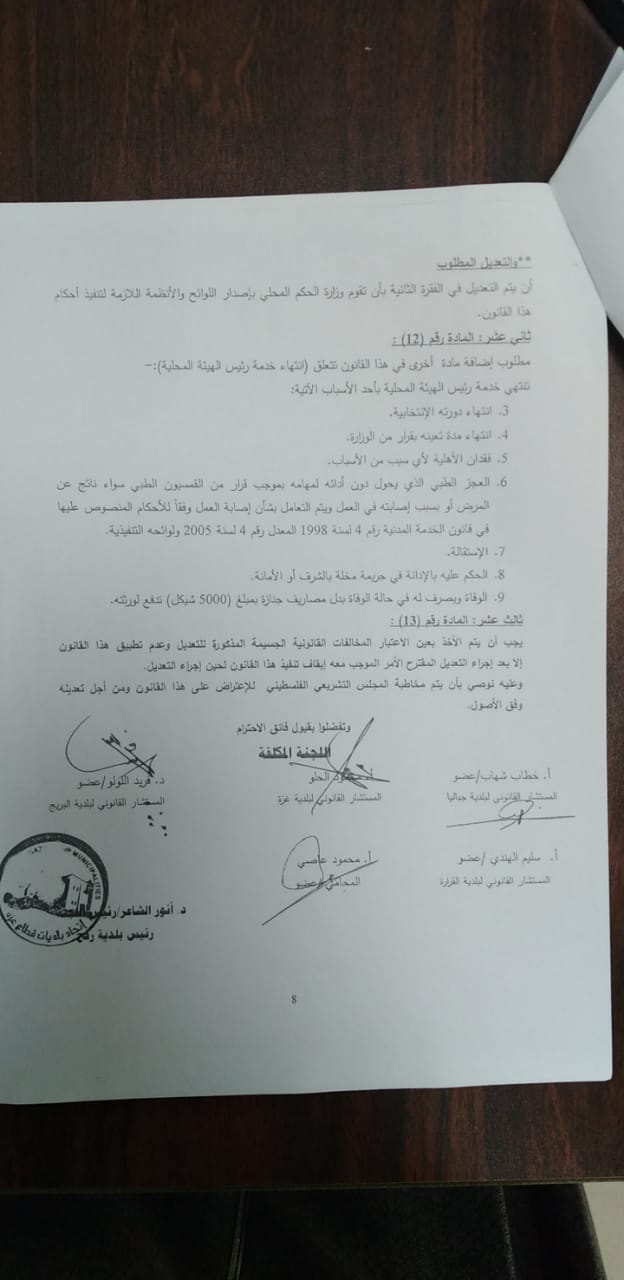 **والتعديل المطلوب
أن يتم التعديل في الفقرة الثانية بأن تقوم وزارة الحكم المحلي بإصدار اللوائح والأنظمة اللازمة لتنفيذ أحكام
هذا القانون.
ثاني عشر : المادة رقم (12) :
مطلوب إضافة مادة أخرى في هذا القانون تتعلق (انتهاء خدمة رئيس الهيئة المحلية):-
تنتهي خدمة رئيس الهيئة المحلية بأحد الأسباب الآتية:
3. انتهاء دورته الإنتخابية.
4. انتهاء مدة تعينه بقرار من الوزارة.
5. فقدان الأهلية لأي سبب من الأسباب.
6. العجز الطبي الذي يحول دون أدائه لمهامه بموجب قرار من القمسيون الطبي سواء ناتج عن
المرض أو بسبب إصابته في العمل ويتم التعامل بشأن إصابة العمل وفقاً للأحكام المنصوص عليها
في قانون الخدمة المدنية رقم 4 لسنة 1998 المعدل رقم 4 لسنة 2005 ولوائحه التنفيذية.
7. الإستقالة.
8. الحكم عليه بالإدانة في جريمة مخلة بالشرف أو الأمانة.
9. الوفاة ويصرف له في حالة الوفاة بدل مصاريف جنازة بمبلغ (5000 شيكل) تدفع لورثته.
ثالث عشر : المادة رقم (13) :
يجب أن يتم الأخذ بعين الاعتبار المخالفات القانونية الجسيمة المذكورة للتعديل وعدم تطبيق هذا القانون
إلا بعد إجراء التعديل المقترح الأمر الموجب معه إيقاف تنفيذ هذا القانون لحين إجراء التعديل.
وعليه نوصي بأن يتم مخاطبة المجلس التشريعي الفلسطيني للإعتراض على هذا القانون ومن أجل تعديله
وفق الأصول.
وتفضلوا بقبول فائق الاحترام
اللجنة المكلفة
أ. خطاب شهاب/عضو
المستشار القانوني لبلدية جباليا
أ. محمود الحلو
المستشار القانوني لبلدية غزة
د. فريد اللولو/عضو
المستشار القانوني لبلدية البريج
أ. سليم الهندي /عضو
المستشار القانوني لبلدية القرارة
أ. محمود عاصي
المحامي/عضو
د. أنور الشاعر/رئيس
رئيس بلدية رفح
MUNICIPALITIES
اتحاد بلديات قطاع غزة
8